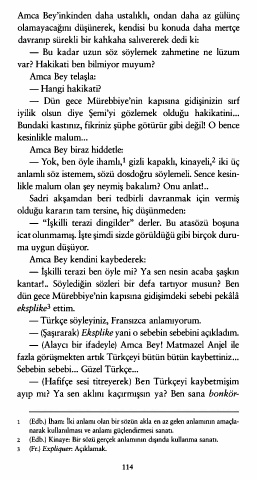 Amca Bey'inkinden daha ustalıklı, ondan daha az gülünç
olamayacağını düşünerek, kendisi bu konuda daha mertçe
davranıp sürekli bir kahkaha salıvererek dedi ki:
— Bu kadar uzun söz söylemek zahmetine ne lüzum
var? Hakikati ben bilmiyor muyum?
Amca Bey telaşla:
— Hangi hakikati?
— Dün gece Mürebbiye'nin kapısına gidişinizin sırf
iyilik olsun diye Şemi'yi gözlemek olduğu hakikatini...
Bundaki kastınız, fikriniz şüphe götürür gibi değil! O bence
kesinlikle malum...
Amca Bey biraz hiddetle:
— Yok, ben öyle ihamlı,¹ gizli kapaklı, kinayeli,² iki üç
anlamlı söz istemem, sözü dosdoğru söylemeli. Sence kesin-
likle malum olan şey neymiş bakalım? Onu anlat!..
Sadri akşamdan beri tedbirli davranmak için vermiş
olduğu kararın tam tersine, hiç düşünmeden:
— "İşkilli terazi dingilder" derler. Bu atasözü boşuna
icat olunmamış. İşte şimdi sizde görüldüğü gibi birçok duru-
ma uygun düşüyor.
Amca Bey kendini kaybederek:
— İşkilli terazi ben öyle mi? Ya sen nesin acaba şaşkın
kantar!.. Söylediğin sözleri bir defa tartıyor musun? Ben
dün gece Mürebbiye'nin kapısına gidişimdeki sebebi pekâlâ
eksplike³ ettim.
— Türkçe söyleyiniz, Fransızca anlamıyorum.
— (Şaşırarak) Eksplike yani o sebebin sebebini açıkladım.
— (Alaycı bir ifadeyle) Amca Bey! Matmazel Anjel ile
fazla görüşmekten artık Türkçeyi bütün bütün kaybettiniz...
Sebebin sebebi... Güzel Türkçe...
— (Hafifçe sesi titreyerek) Ben Türkçeyi kaybetmişim
ayıp mı? Ya sen aklını kaçırmışsın ya? Ben sana bonkör-
1 (Edb.) İham: İki anlamı olan bir sözün akla en az gelen anlamının amaçla-
narak kullanılması ve anlamı güçlendirmesi sanatı.
2 (Edb.) Kinaye: Bir sözü gerçek anlamının dışında kullanma sanatı.
3 (Fr.) Expliquer: Açıklamak.
114